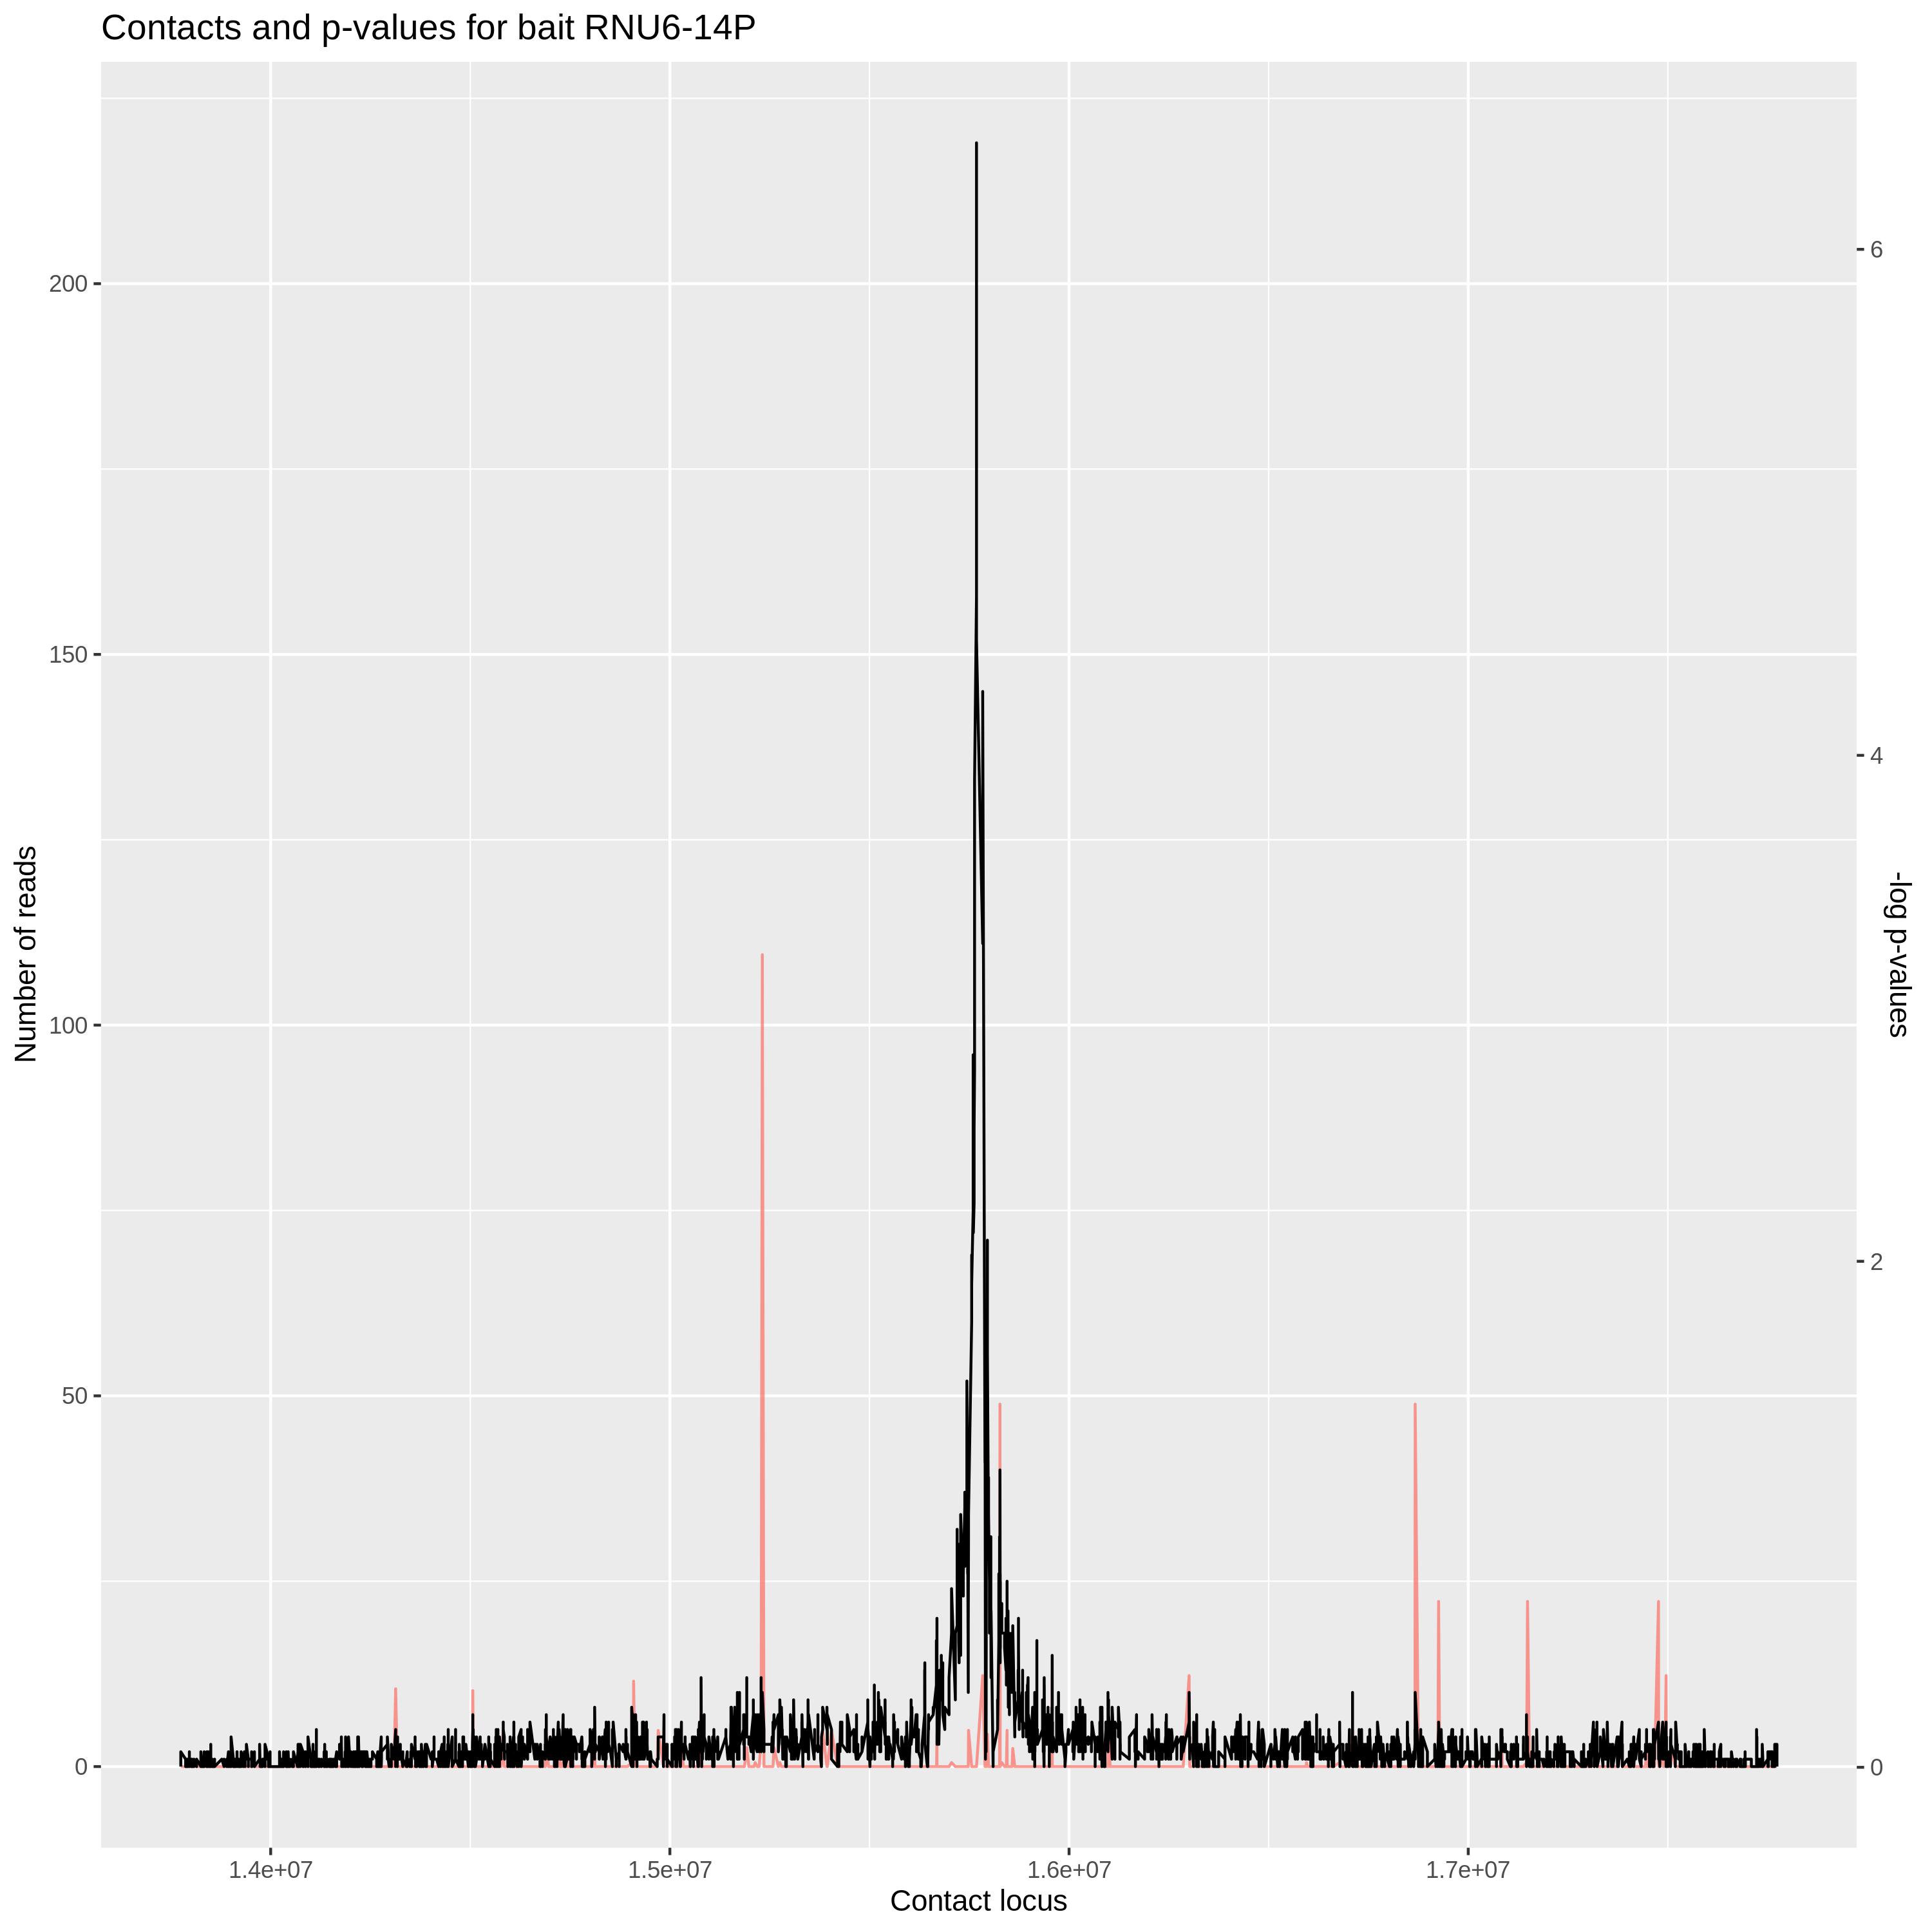 Contacts and p-values for bait RNU6-14P
200
150
100
50
0
6
4
2
0
Number of reads
-log p-values
1.4e+07 1.5e+07 1.6e+07 1.7e+07
Contact locus